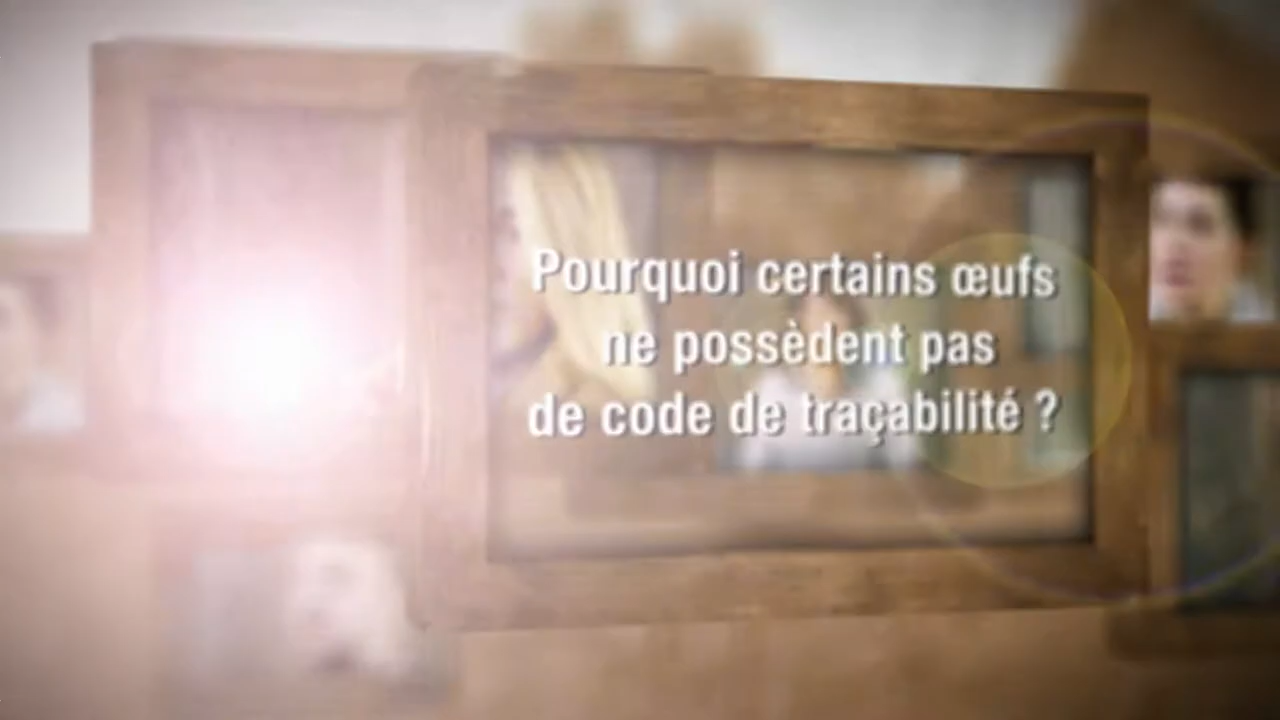 Pourquoi certains œufs
ne possèdent pas
de code de traçabilité ?